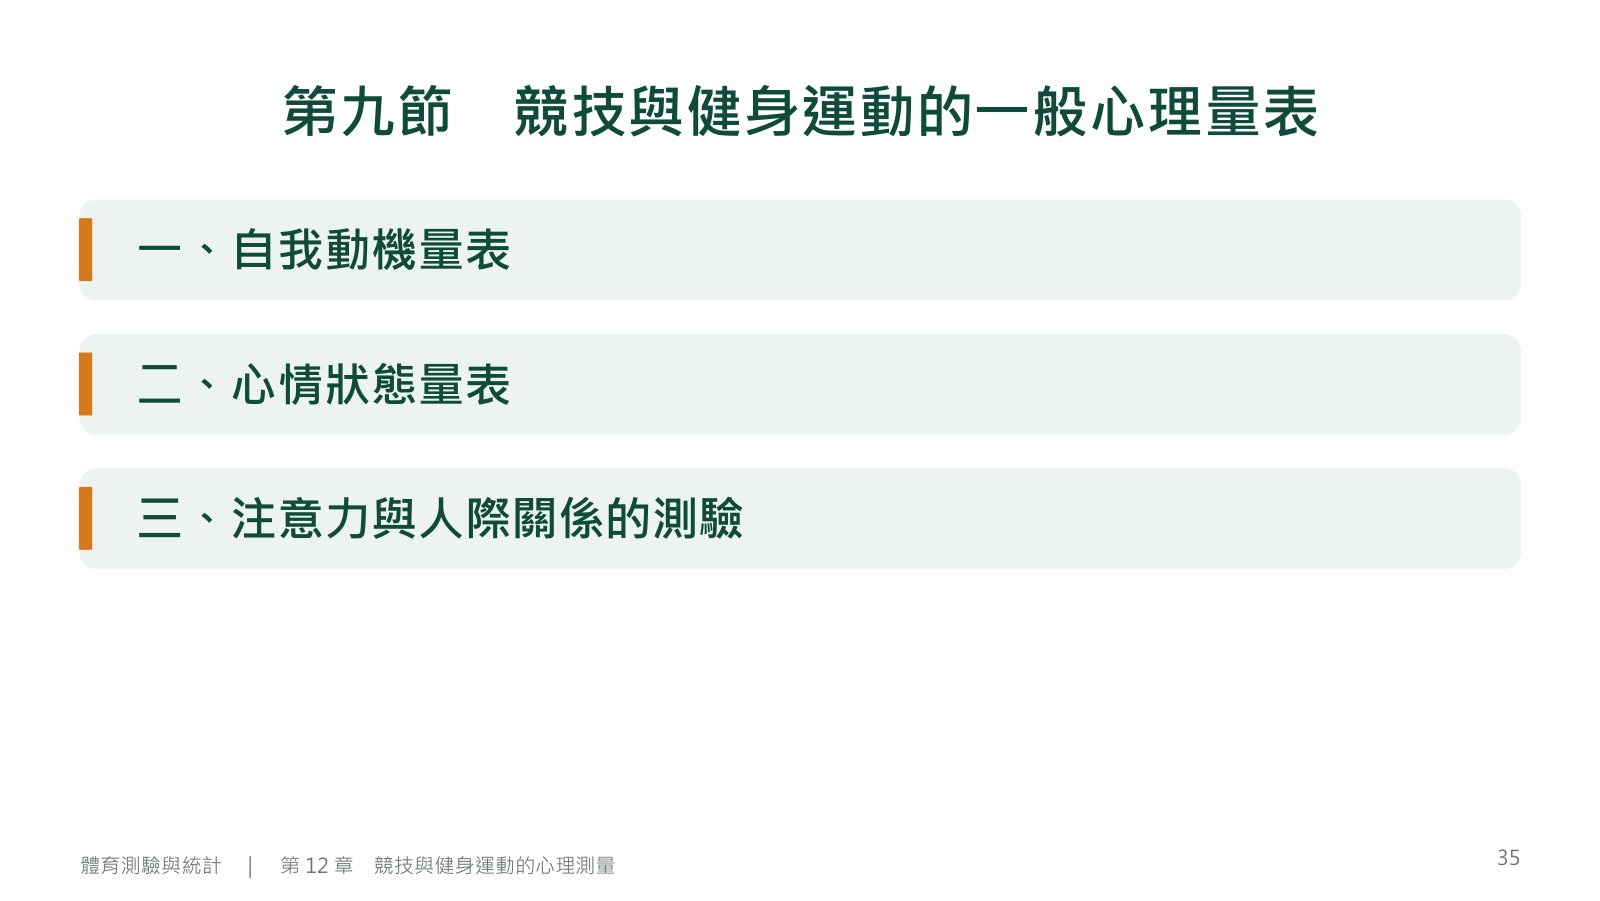 第九節　競技與健身運動的一般心理量表
一、自我動機量表
二、心情狀態量表
三、注意力與人際關係的測驗
體育測驗與統計　|　第 12 章　競技與健身運動的心理測量
35